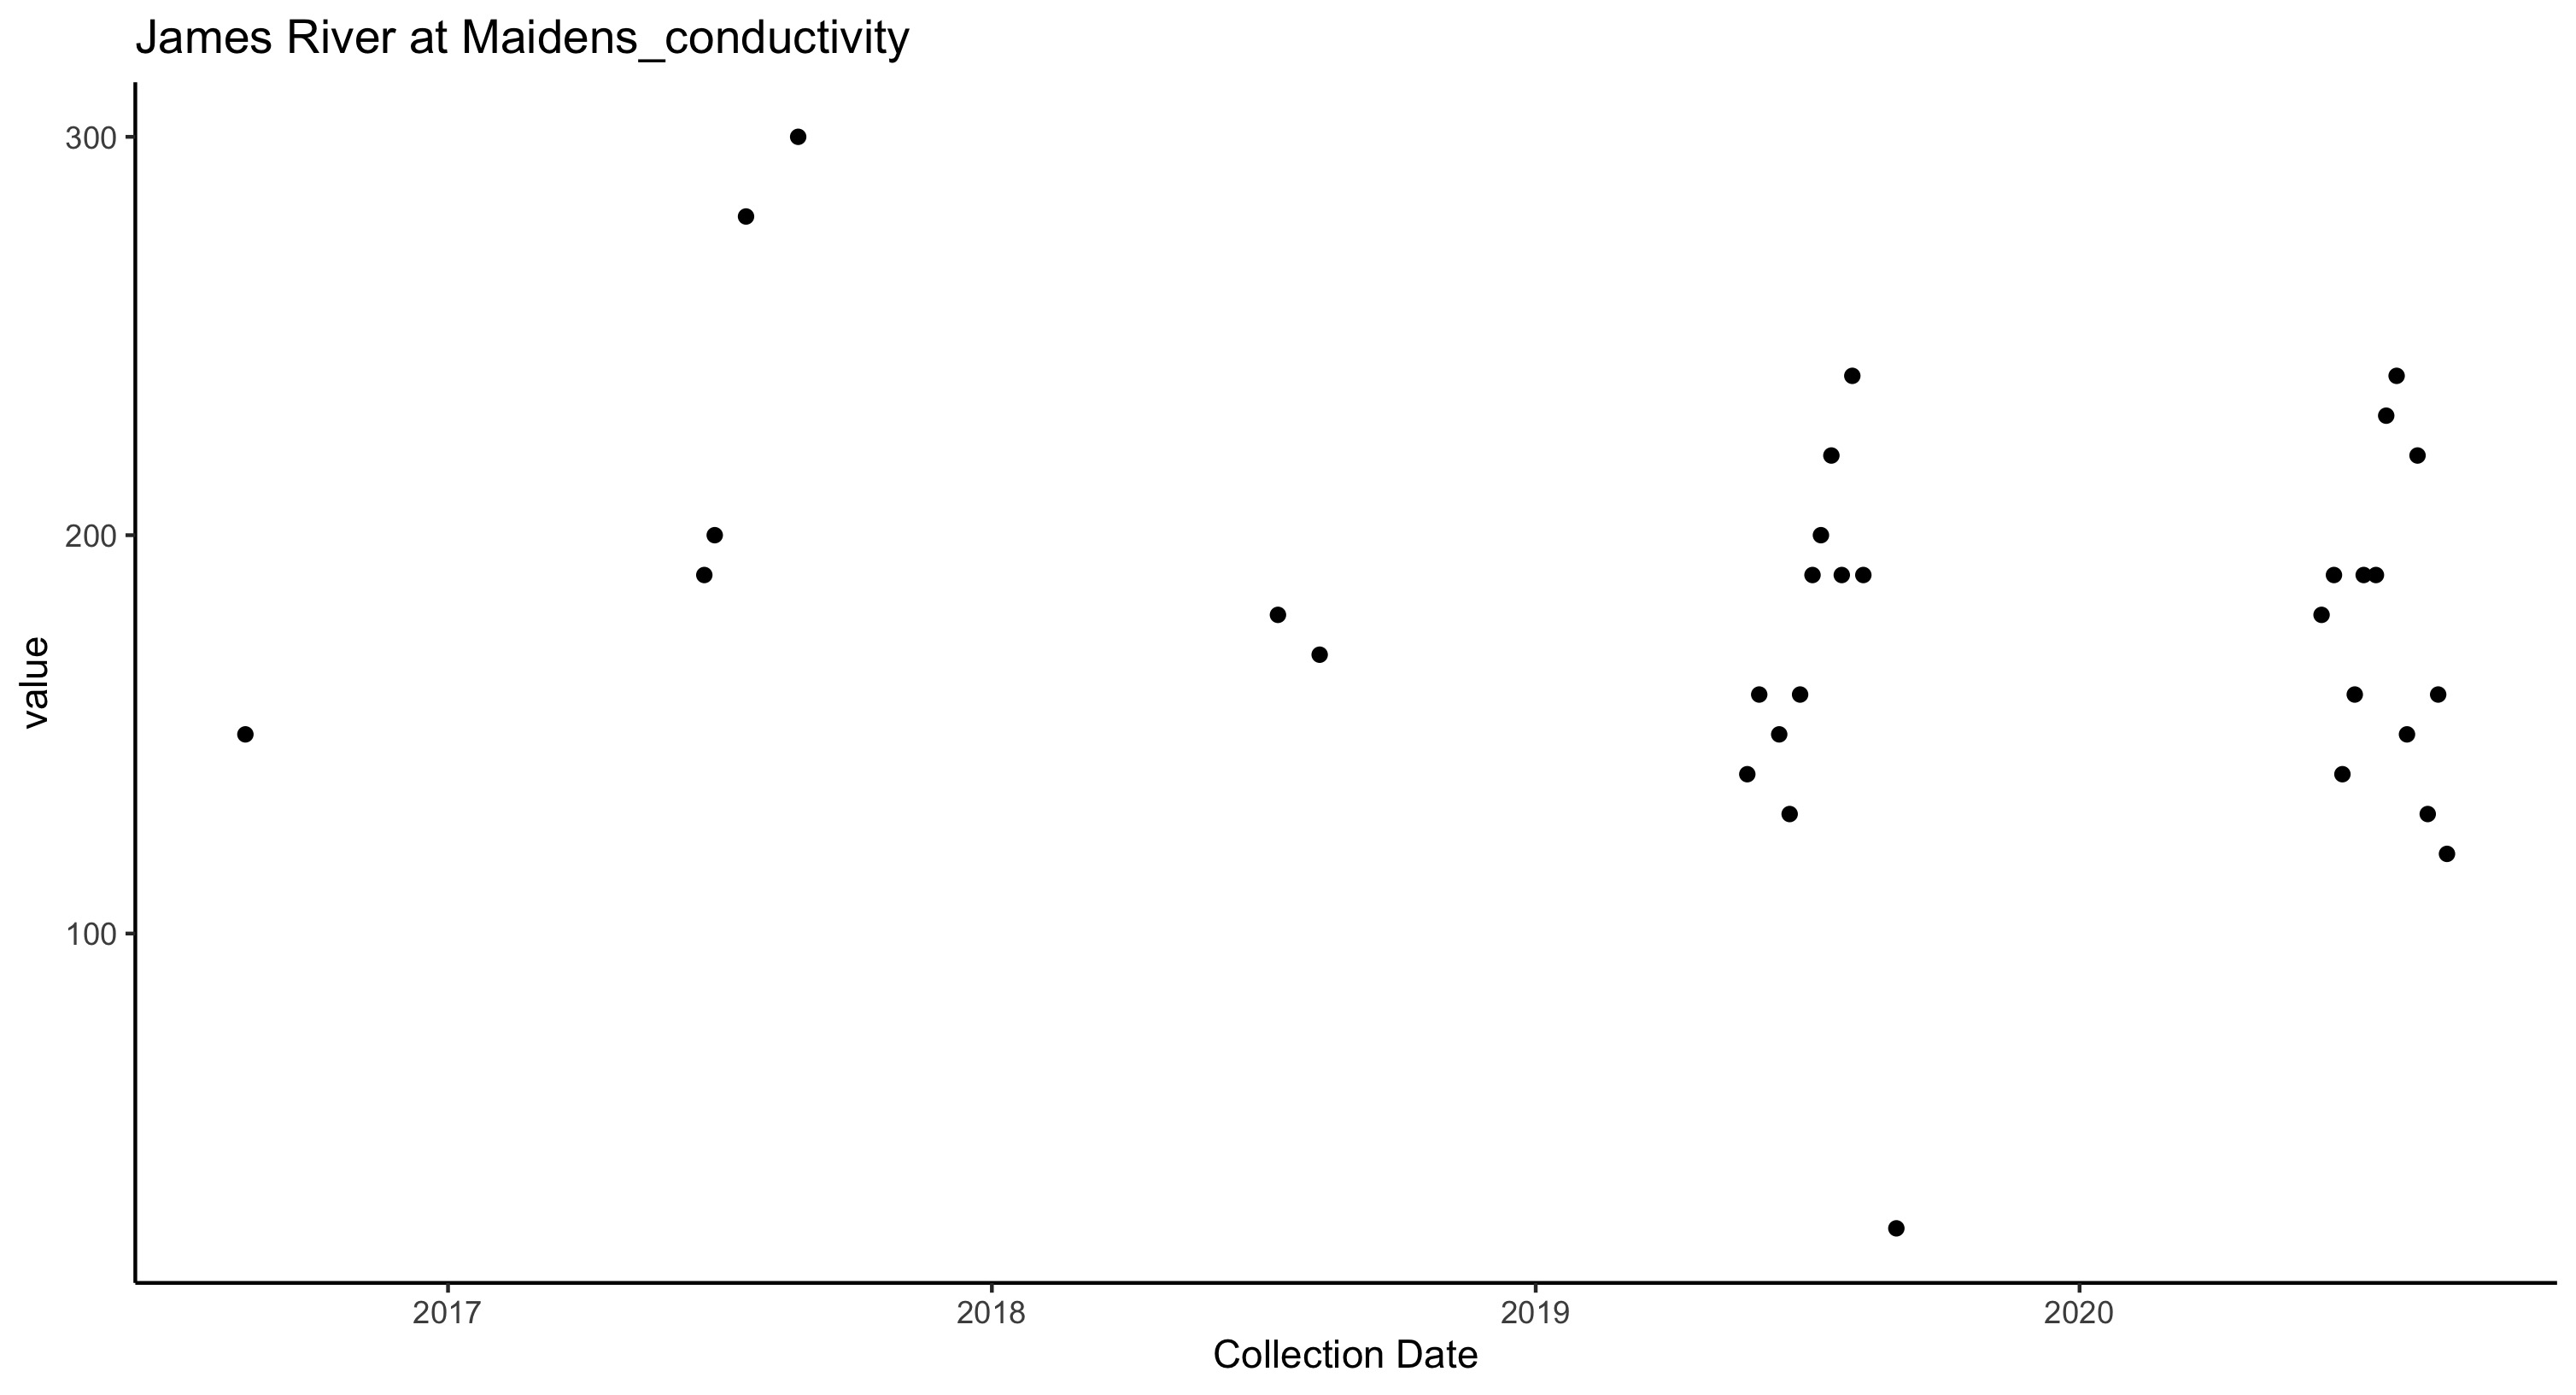 James River at Maidens_conductivity
300
200
100
value
2017 2018 2019 2020
Collection Date